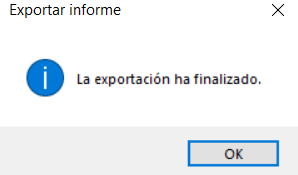 Exportar informe
La exportación ha finalizado.
OK